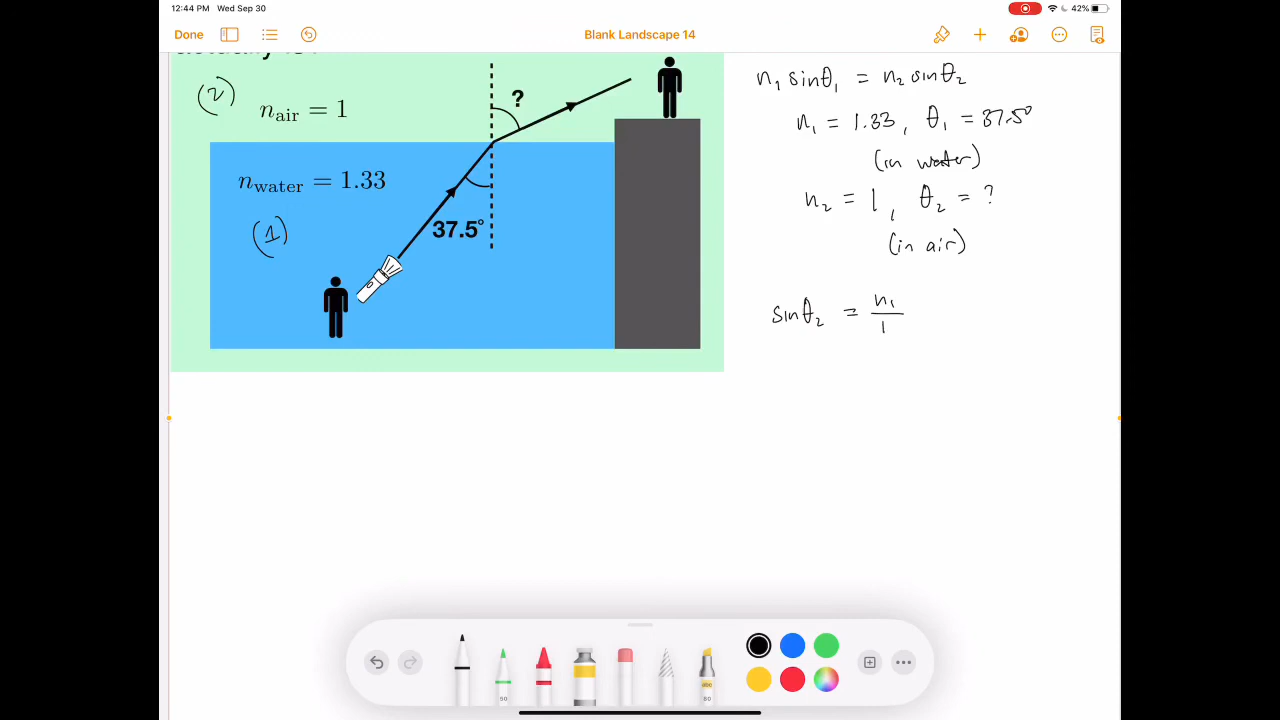 12:44 PM Wed Sep 30
42%
Done
Blank Landscape 14
(2)
n_air = 1
?
n_water = 1.33
(1)
37.5°
n₁ sinθ₁ = n₂ sinθ₂
n₁ = 1.33, θ₁ = 37.5°
(in water)
n₂ = 1, θ₂ = ?
(in air)
sinθ₂ = n₁/1
50
50